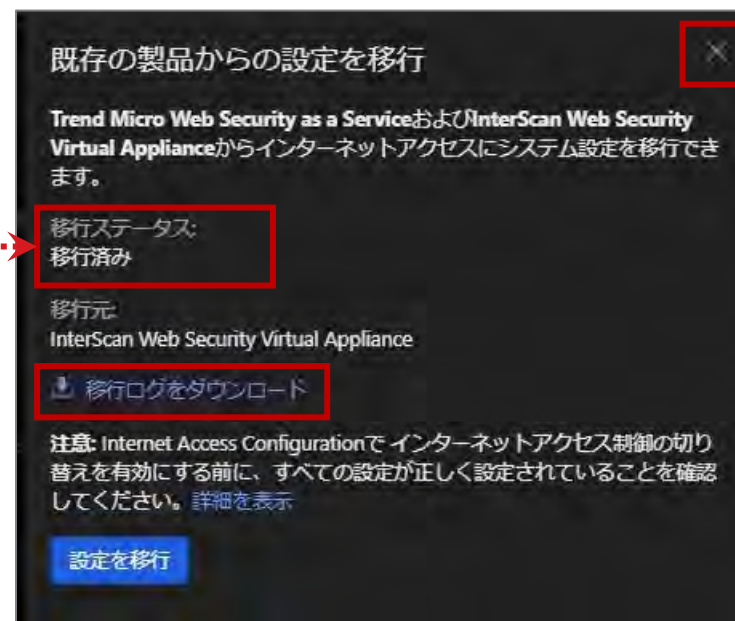 既存の製品からの設定を移行
Trend Micro Web Security as a ServiceおよびInterScan Web Security
Virtual Applianceからインターネットアクセスにシステム設定を移行でき
ます。
移行ステータス:
移行済み
移行元:
InterScan Web Security Virtual Appliance
移行ログをダウンロード
注意: Internet Access Configurationで インターネットアクセス制御の切り
替えを有効にする前に、すべての設定が正しく設定されていることを確認
してください。詳細を表示
設定を移行